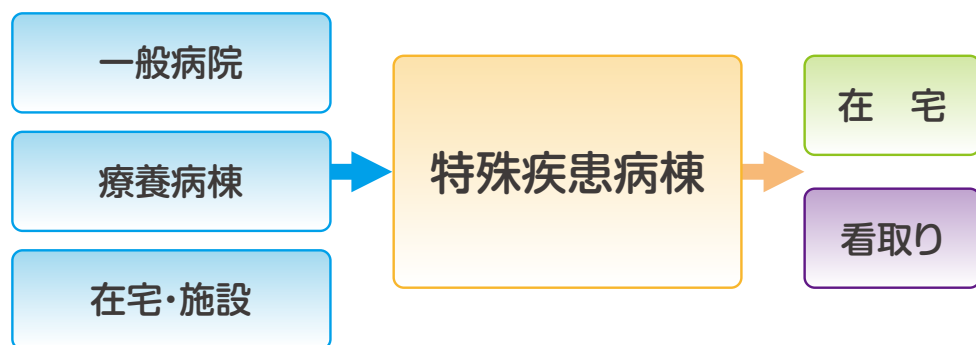 一般病院
療養病棟
在宅・施設
特殊疾患病棟
在　宅
看取り